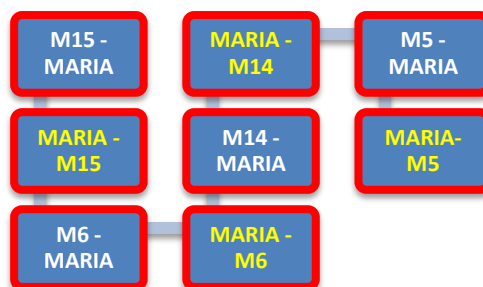 M15 -
MARIA
MARIA -
M14
M5 -
MARIA
MARIA -
M15
M14 -
MARIA
MARIA-
M5
M6 -
MARIA
MARIA -
M6